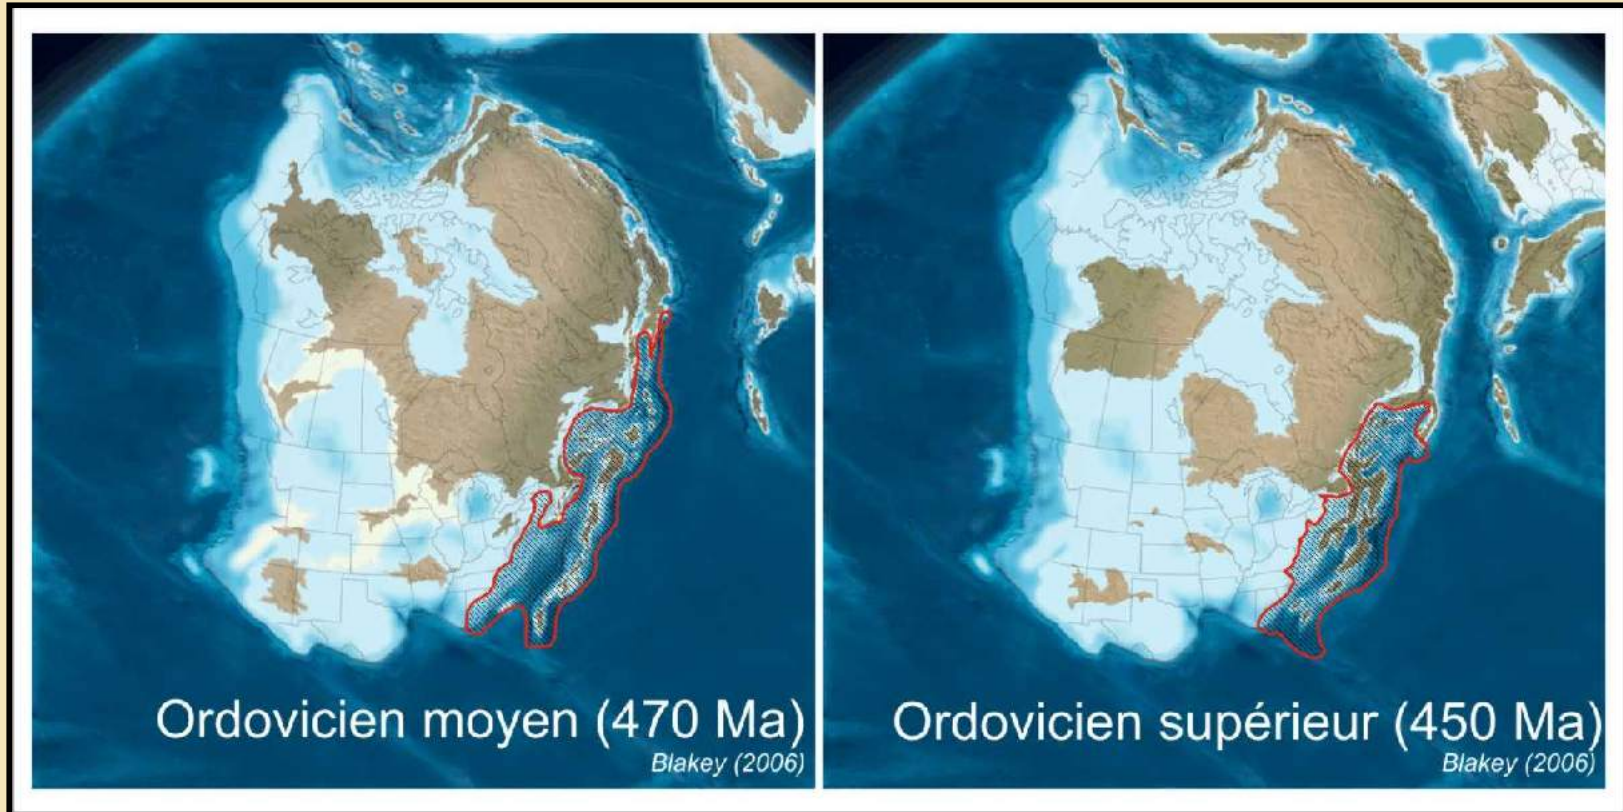 Ordovicien moyen (470 Ma)
Blakey (2006)
Ordovicien supérieur (450 Ma)
Blakey (2006)